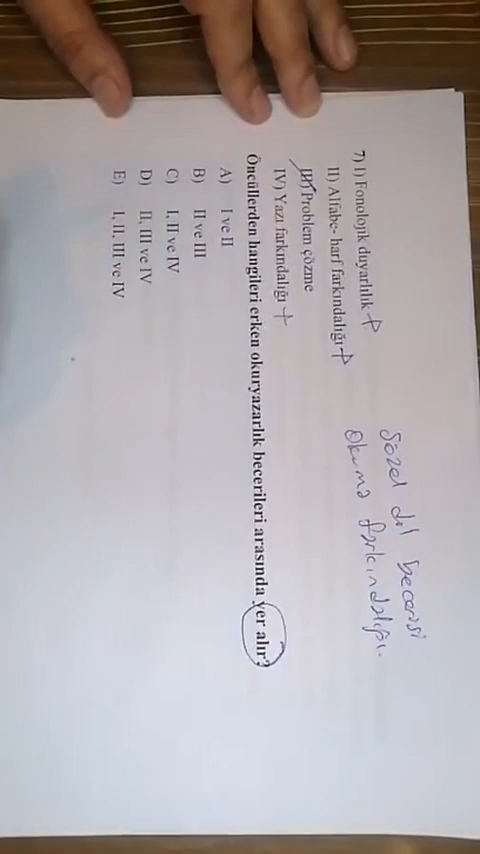 7) I) Fonolojik duyarlılık +
II) Alfabe- harf farkındalığı +
III) Problem çözme
IV) Yazı farkındalığı +
Öncüllerden hangileri erken okuryazarlık becerileri arasında yer alır?
A) I ve II
B) II ve III
C) I, II ve IV
D) II, III ve IV
E) I, II, III ve IV
Sözel dil becerisi
Okuma farkındalığı.